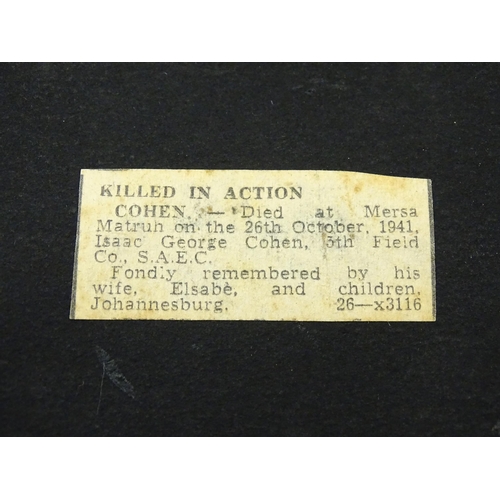 KILLED IN ACTION
COHEN. — Died at Mersa
Matruh on the 26th October, 1941,
Isaac George Cohen, 5th Field
Co., S.A.E.C.
Fondly remembered by his
wife, Elsabè, and children,
Johannesburg. 26—x3116